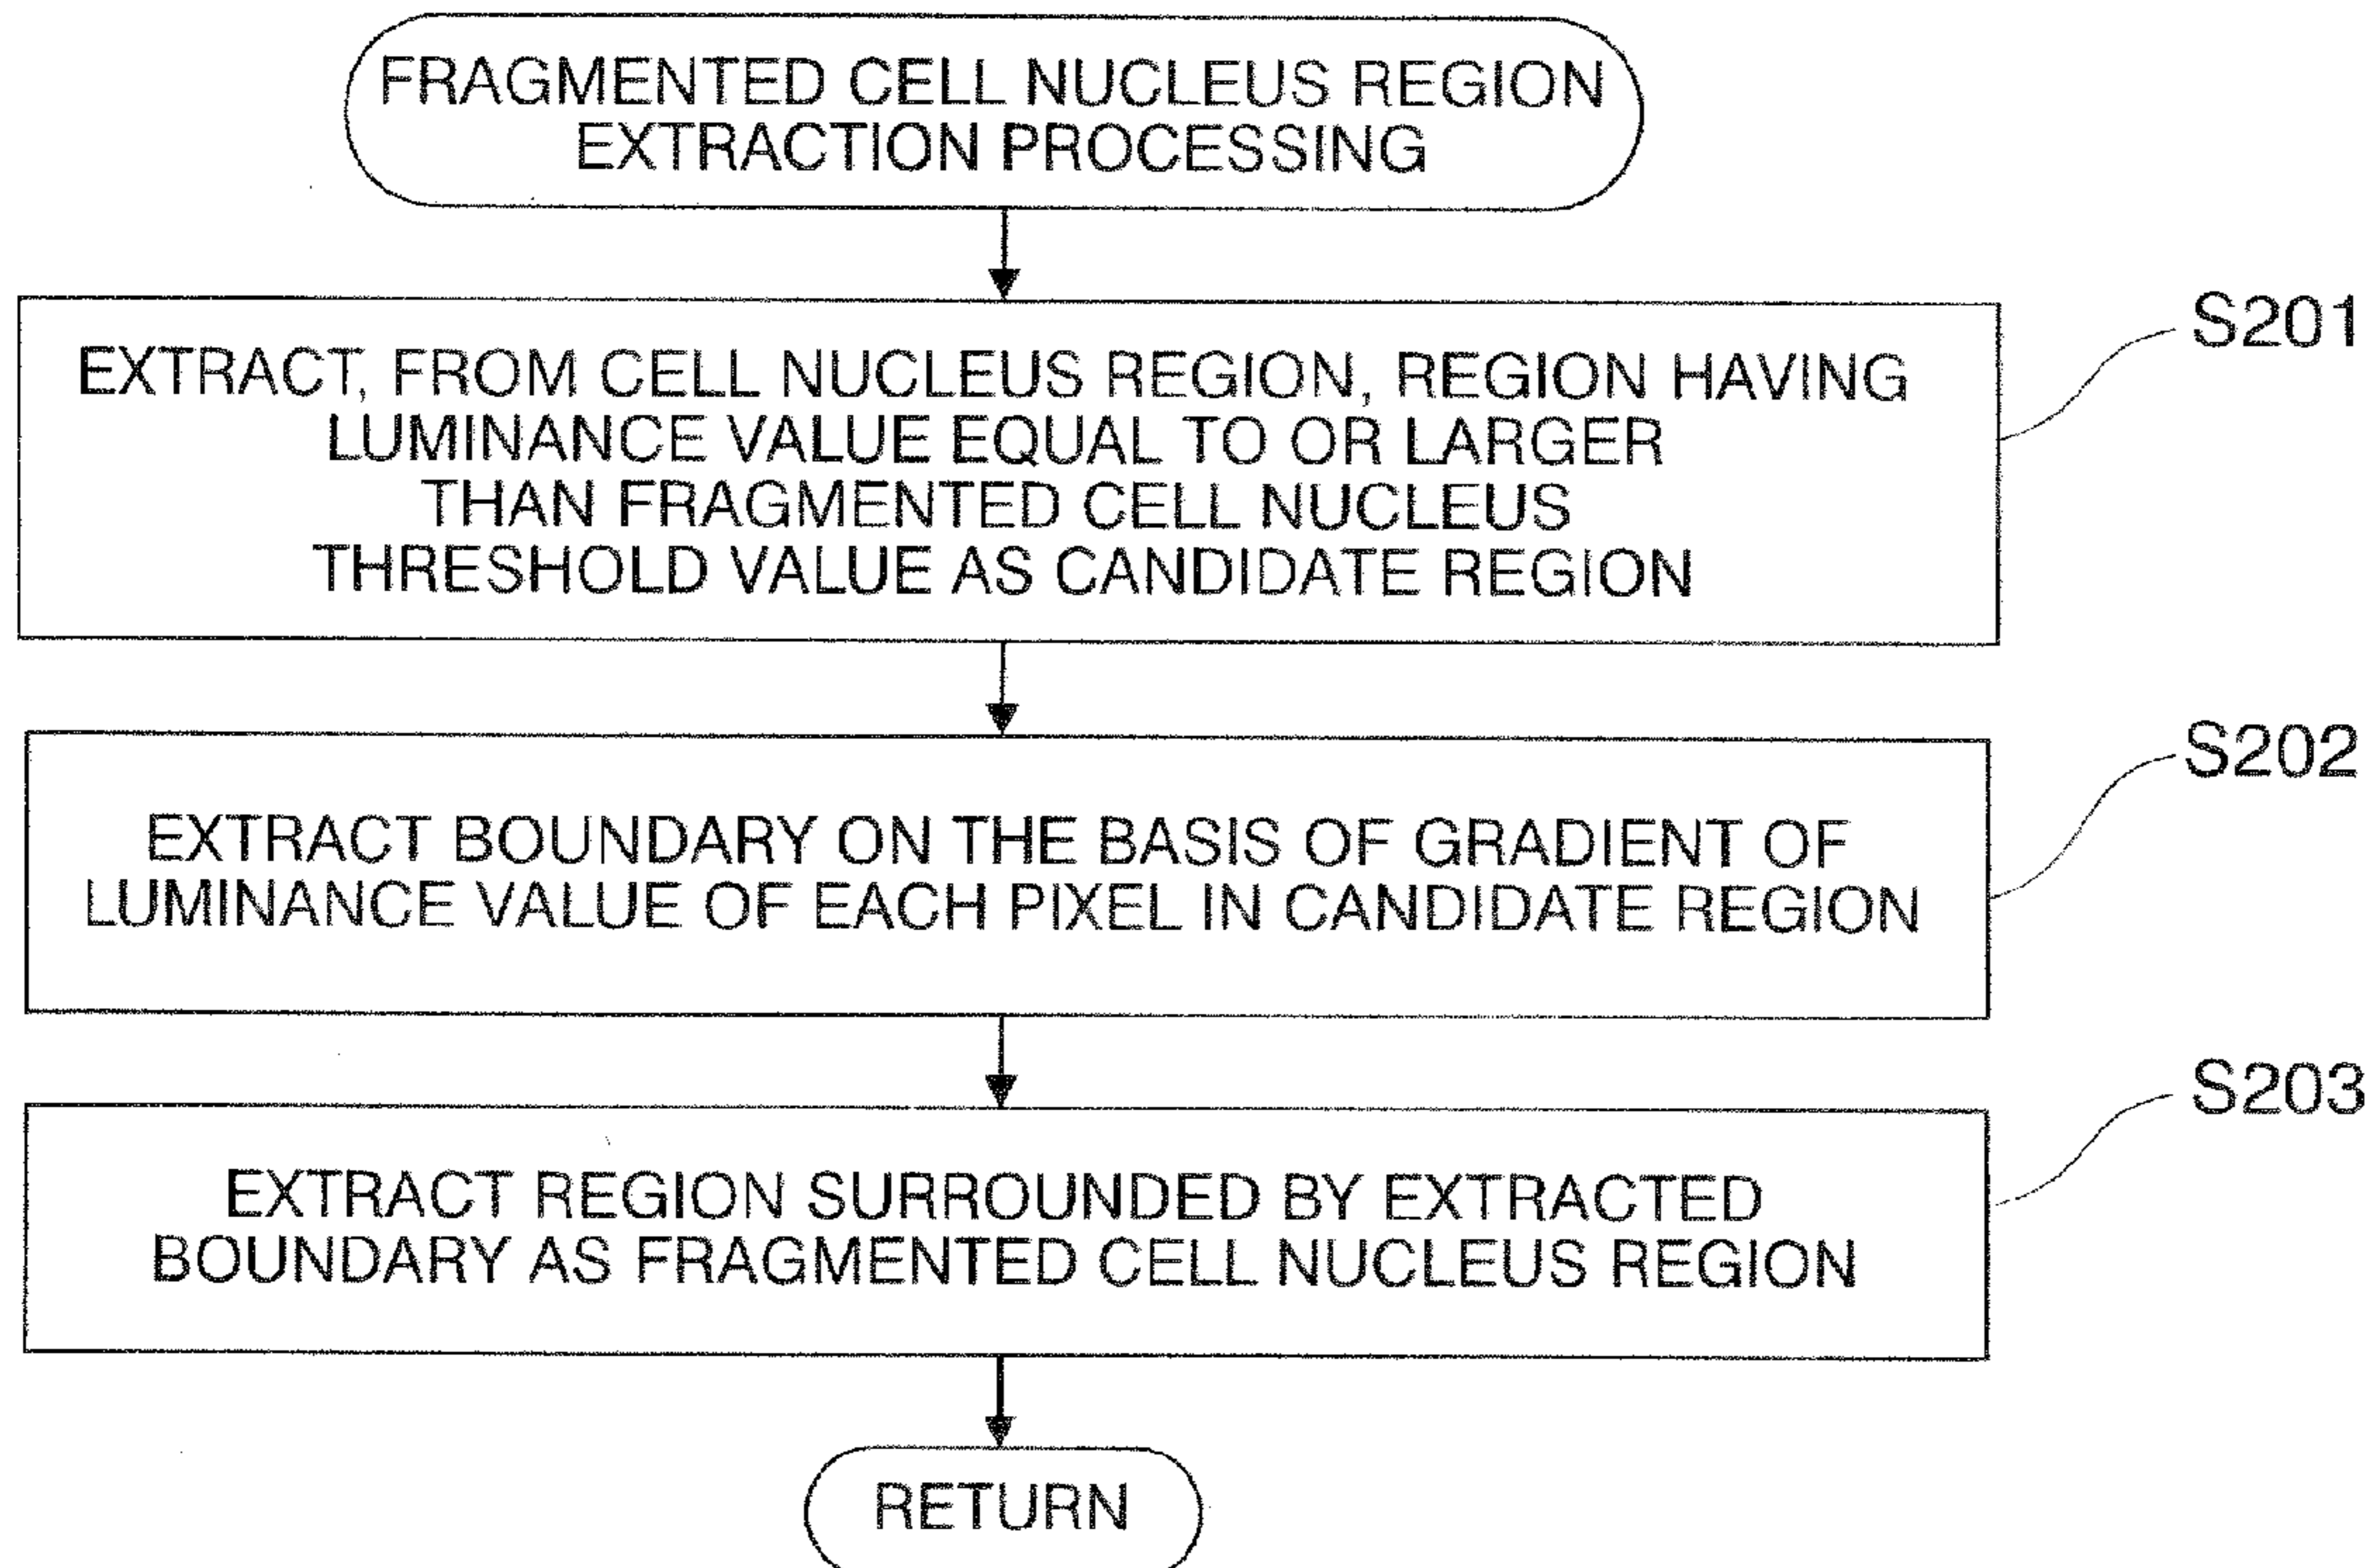 FRAGMENTED CELL NUCLEUS REGION
EXTRACTION PROCESSING
S201
EXTRACT, FROM CELL NUCLEUS REGION, REGION HAVING
LUMINANCE VALUE EQUAL TO OR LARGER
THAN FRAGMENTED CELL NUCLEUS
THRESHOLD VALUE AS CANDIDATE REGION
S202
EXTRACT BOUNDARY ON THE BASIS OF GRADIENT OF
LUMINANCE VALUE OF EACH PIXEL IN CANDIDATE REGION
S203
EXTRACT REGION SURROUNDED BY EXTRACTED
BOUNDARY AS FRAGMENTED CELL NUCLEUS REGION
RETURN